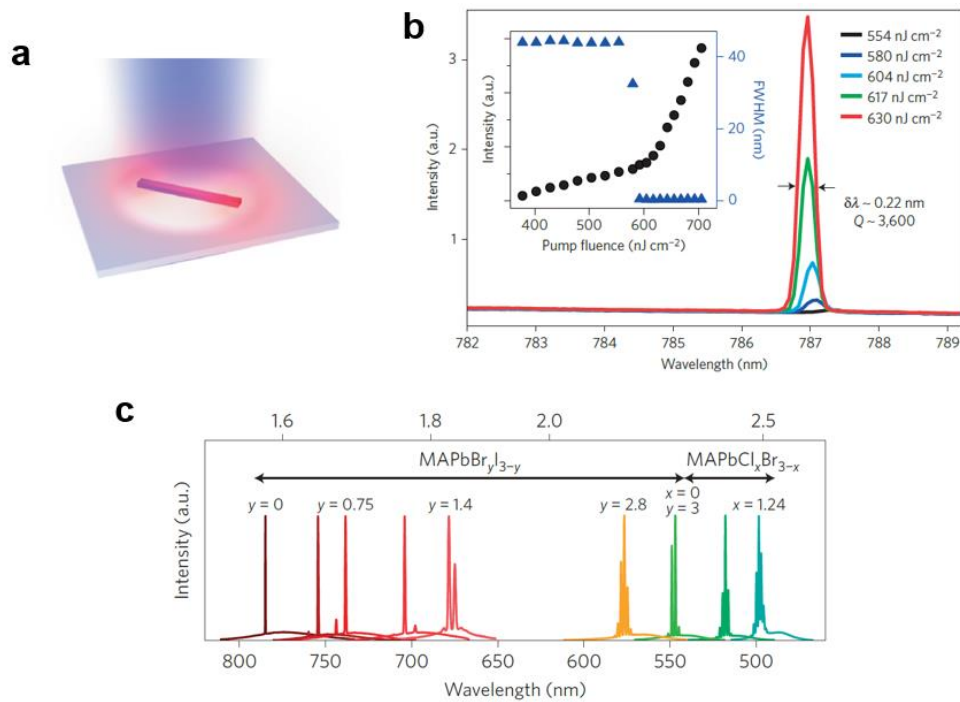 a
b
Intensity (a.u.)
3
2
1
Intensity (a.u.)
40
20
0
FWHM (nm)
400 500 600 700
Pump fluence (nJ cm⁻²)
554 nJ cm⁻²
580 nJ cm⁻²
604 nJ cm⁻²
617 nJ cm⁻²
630 nJ cm⁻²
δλ ~ 0.22 nm
Q ~ 3,600
782 783 784 785 786 787 788 789
Wavelength (nm)
c
1.6 1.8 2.0 2.5
MAPbBr_yI_{3−y} MAPbCl_xBr_{3−x}
y = 0 y = 0.75 y = 1.4 y = 2.8 x = 0 x = 1.24
y = 3
Intensity (a.u.)
800 750 700 650 600 550 500
Wavelength (nm)